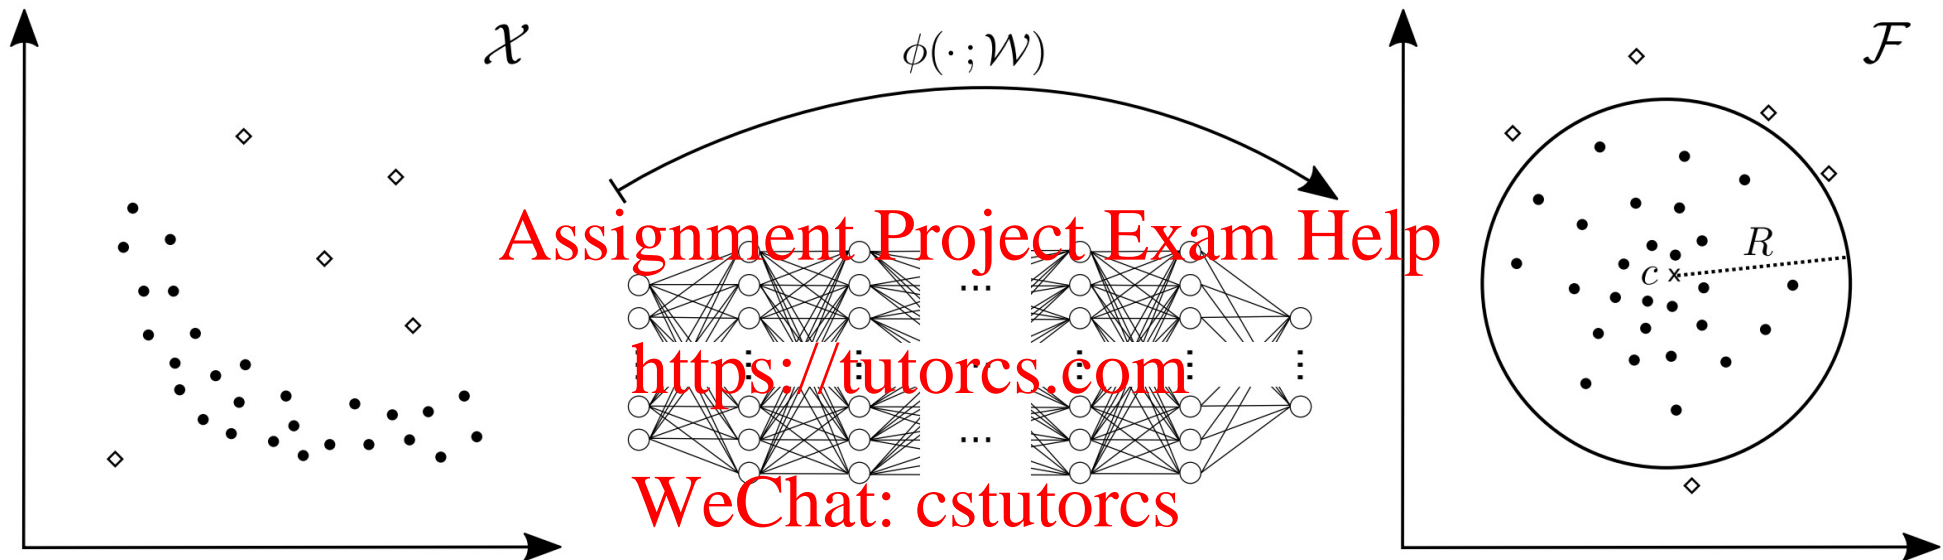 𝒳
ϕ(· ; 𝒲)
ℱ
Assignment Project Exam Help
R
c
https://tutorcs.com
WeChat: cstutorcs